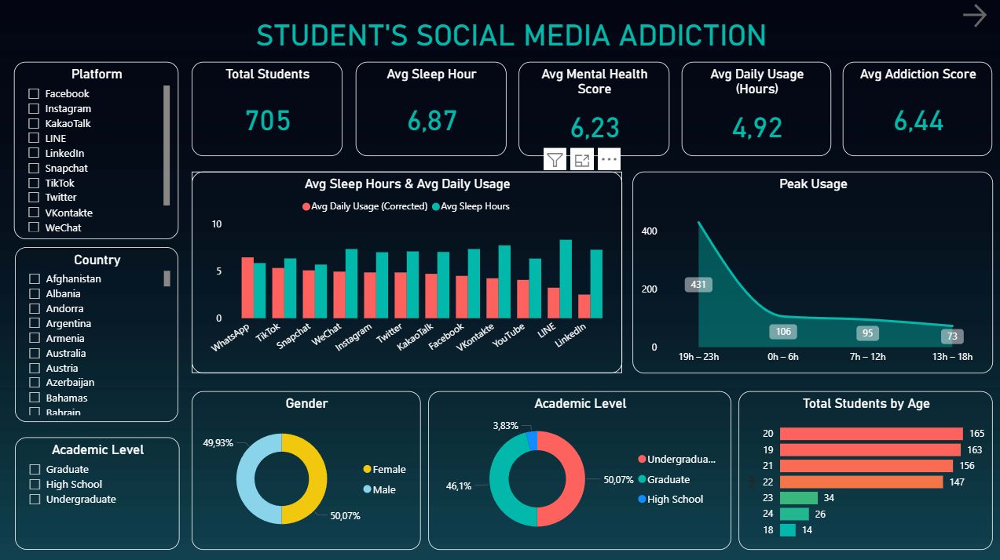 STUDENT'S SOCIAL MEDIA ADDICTION
Platform
Facebook
Instagram
KakaoTalk
LINE
LinkedIn
Snapchat
TikTok
Twitter
VKontakte
WeChat
Country
Afghanistan
Albania
Andorra
Argentina
Armenia
Australia
Austria
Azerbaijan
Bahamas
Bahrain
Academic Level
Graduate
High School
Undergraduate
Total Students
705
Avg Sleep Hour
6,87
Avg Mental Health
Score
6,23
Avg Daily Usage
(Hours)
4,92
Avg Addiction Score
6,44
Avg Sleep Hours & Avg Daily Usage
Avg Daily Usage (Corrected) Avg Sleep Hours
10
5
0
WhatsApp
TikTok
Snapchat
WeChat
Instagram
Twitter
KakaoTalk
Facebook
VKontakte
YouTube
LINE
LinkedIn
Peak Usage
400
200
0
431
106
95
73
19h – 23h
0h – 6h
7h – 12h
13h – 18h
Gender
49,93%
50,07%
Female
Male
Academic Level
3,83%
46,1%
50,07%
Undergradua...
Graduate
High School
Total Students by Age
20 165
19 163
21 156
22 147
23 34
24 26
18 14